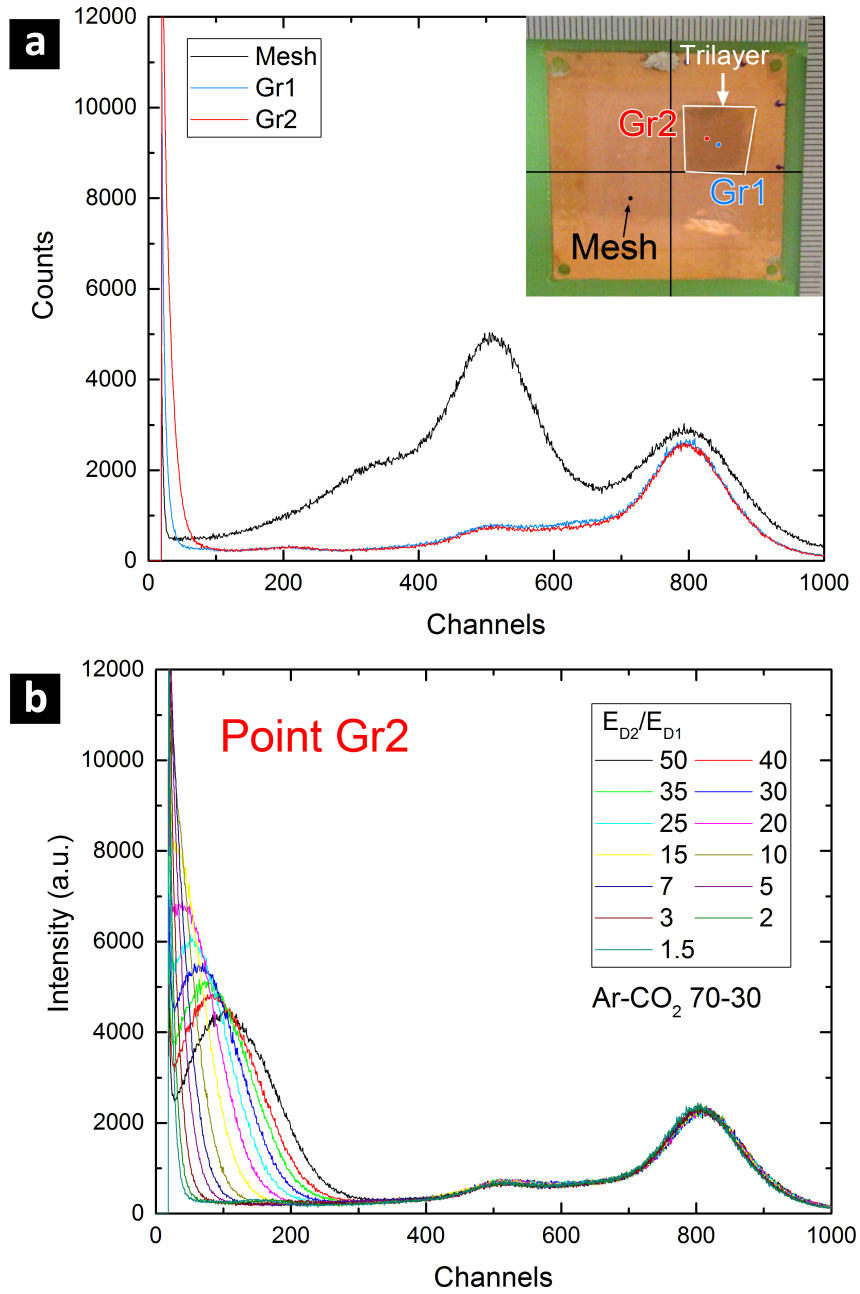 a
12000
10000
8000
6000
4000
2000
0
Counts
Mesh
Gr1
Gr2
Trilayer
Gr2
Gr1
Mesh
0 200 400 600 800 1000
Channels
b
12000
10000
8000
6000
4000
2000
0
Intensity (a.u.)
Point Gr2
E_D2/E_D1
50 40
35 30
25 20
15 10
7 5
3 2
1.5
Ar-CO₂ 70-30
0 200 400 600 800 1000
Channels